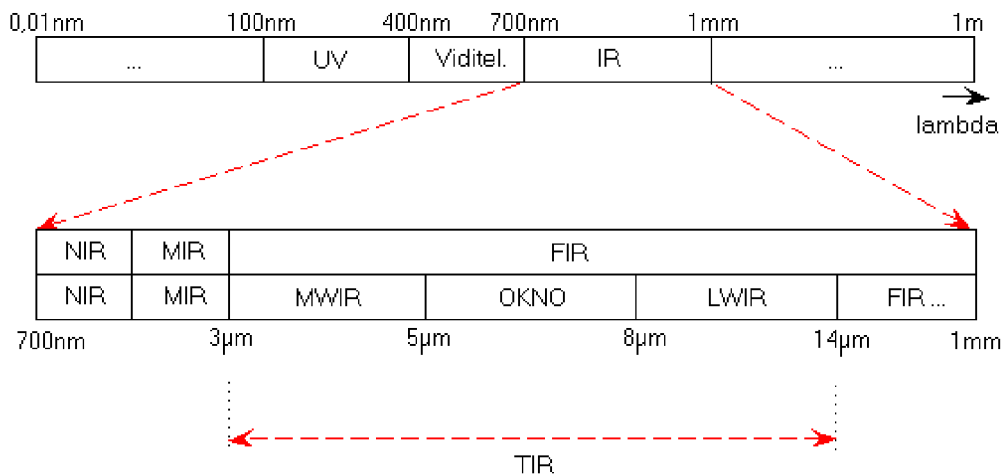 0,01nm 100nm 400nm 700nm 1mm 1m
... UV Viditel. IR ...
lambda
NIR MIR FIR
NIR MIR MWIR OKNO LWIR FIR ...
700nm 3µm 5µm 8µm 14µm 1mm
TIR